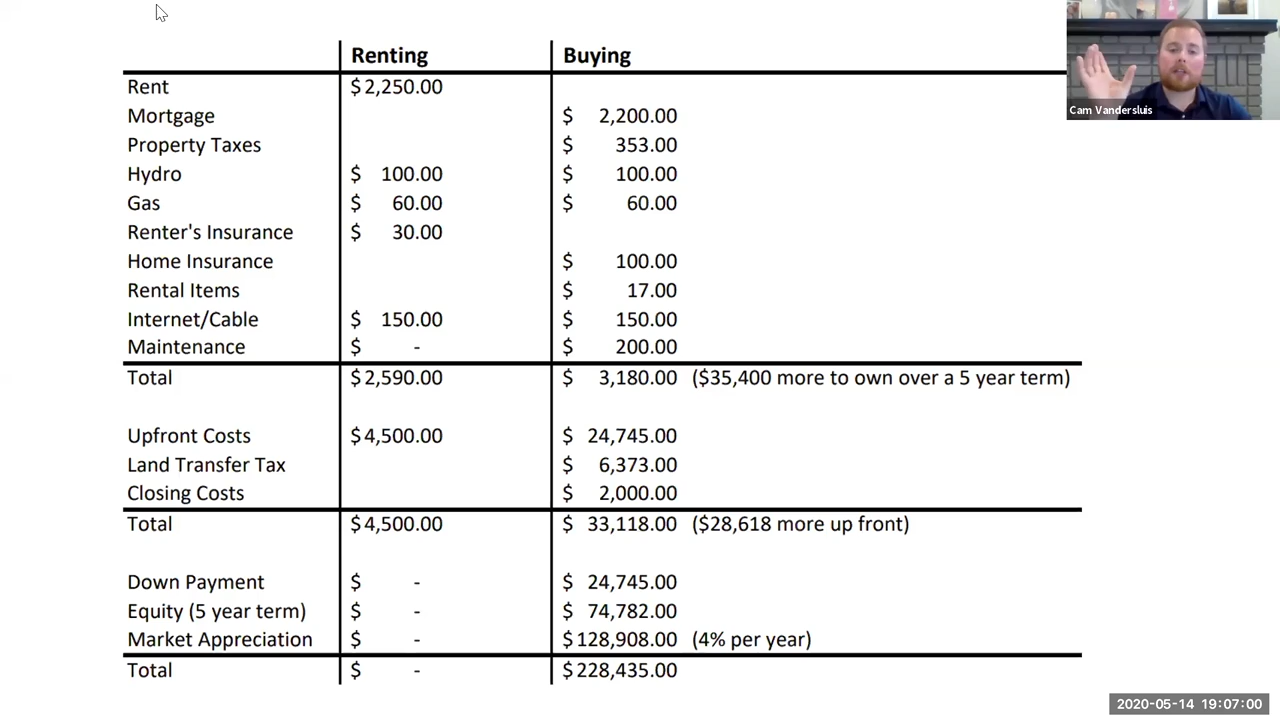 Renting Buying
Rent $ 2,250.00
Mortgage $ 2,200.00
Property Taxes $ 353.00
Hydro $ 100.00 $ 100.00
Gas $ 60.00 $ 60.00
Renter's Insurance $ 30.00
Home Insurance $ 100.00
Rental Items $ 17.00
Internet/Cable $ 150.00 $ 150.00
Maintenance $ - $ 200.00
Total $ 2,590.00 $ 3,180.00 ($35,400 more to own over a 5 year term)
Upfront Costs $ 4,500.00 $ 24,745.00
Land Transfer Tax $ 6,373.00
Closing Costs $ 2,000.00
Total $ 4,500.00 $ 33,118.00 ($28,618 more up front)
Down Payment $ - $ 24,745.00
Equity (5 year term) $ - $ 74,782.00
Market Appreciation $ - $ 128,908.00 (4% per year)
Total $ - $ 228,435.00
Cam Vandersluis
2020-05-14 19:07:00